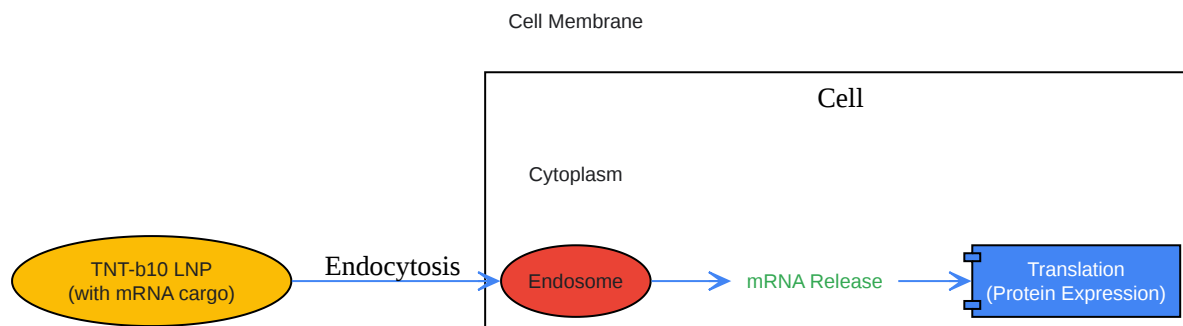 Cell Membrane
Cell
Cytoplasm
TNT-b10 LNP
(with mRNA cargo)
Endocytosis
Endosome
mRNA Release
Translation
(Protein Expression)